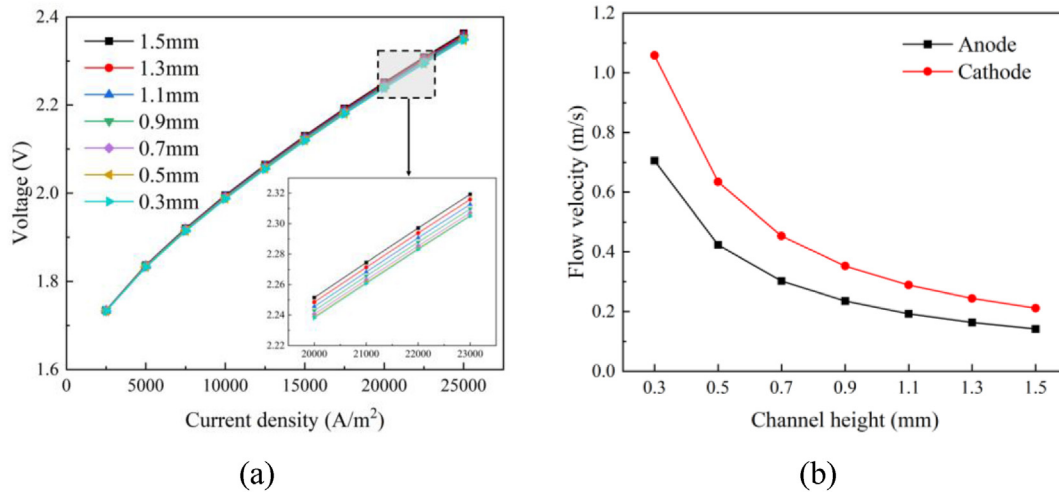 2.4
2.2
2.0
1.8
1.6
Voltage (V)
1.5mm
1.3mm
1.1mm
0.9mm
0.7mm
0.5mm
0.3mm
2.32
2.30
2.28
2.26
2.24
2.22
20000 21000 22000 23000
0 5000 10000 15000 20000 25000
Current density (A/m²)
(a)
1.2
1.0
0.8
0.6
0.4
0.2
0.0
Flow velocity (m/s)
Anode
Cathode
0.3 0.5 0.7 0.9 1.1 1.3 1.5
Channel height (mm)
(b)